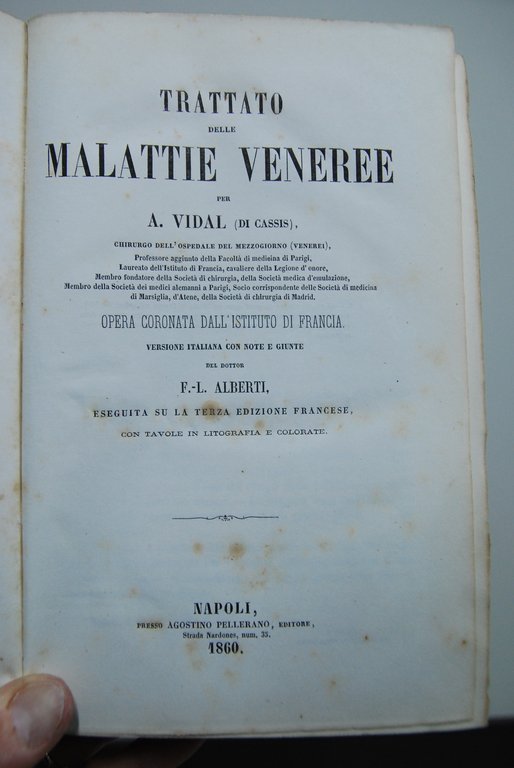 TRATTATO
DELLE
MALATTIE VENEREE
PER
A. VIDAL (DI CASSIS),
CHIRURGO DELL'OSPEDALE DEL MEZZOGIORNO (VENEREI),
Professore aggiunto della Facoltà di medicina di Parigi,
Laureato dell'Istituto di Francia, cavaliere della Legione d'onore,
Membro fondatore della Società di chirurgia, della Società medica d'emulazione,
Membro della Società dei medici alemanni a Parigi, Socio corrispondente delle Società di medicina
di Marsiglia, d'Atene, della Società di chirurgia di Madrid.
OPERA CORONATA DALL'ISTITUTO DI FRANCIA.
VERSIONE ITALIANA CON NOTE E GIUNTE
DEL DOTTOR
F.-L. ALBERTI,
ESEGUITA SU LA TERZA EDIZIONE FRANCESE,
CON TAVOLE IN LITOGRAFIA E COLORATE.
NAPOLI,
PRESSO AGOSTINO PELLERANO, EDITORE,
Strada Nardones, num. 33.
1860.